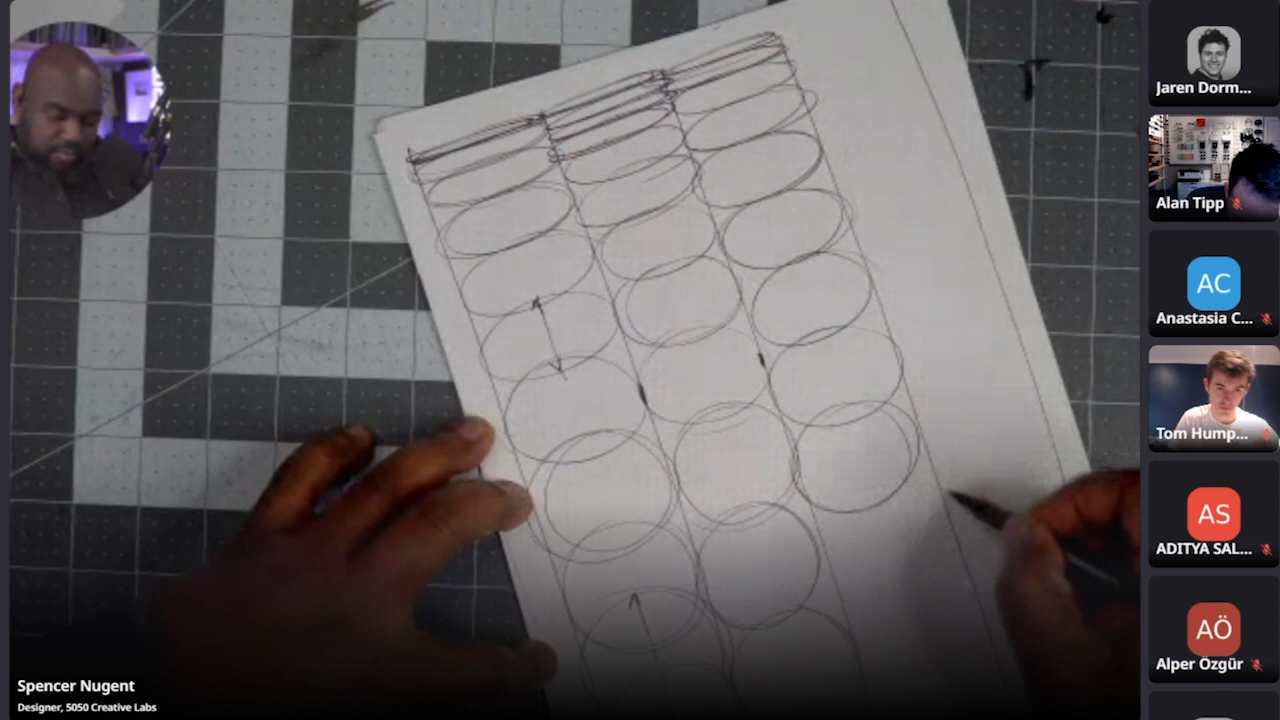 Jaren Dorm...
Alan Tipp
AC
Anastasia C...
Tom Hump...
AS
ADITYA SAL...
AÖ
Alper Özgür
Spencer Nugent
Designer, 5050 Creative Labs